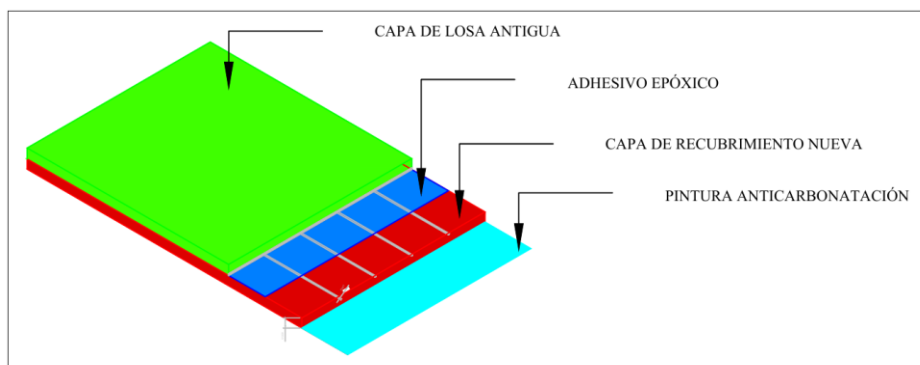 CAPA DE LOSA ANTIGUA
ADHESIVO EPÓXICO
CAPA DE RECUBRIMIENTO NUEVA
PINTURA ANTICARBONATACIÓN